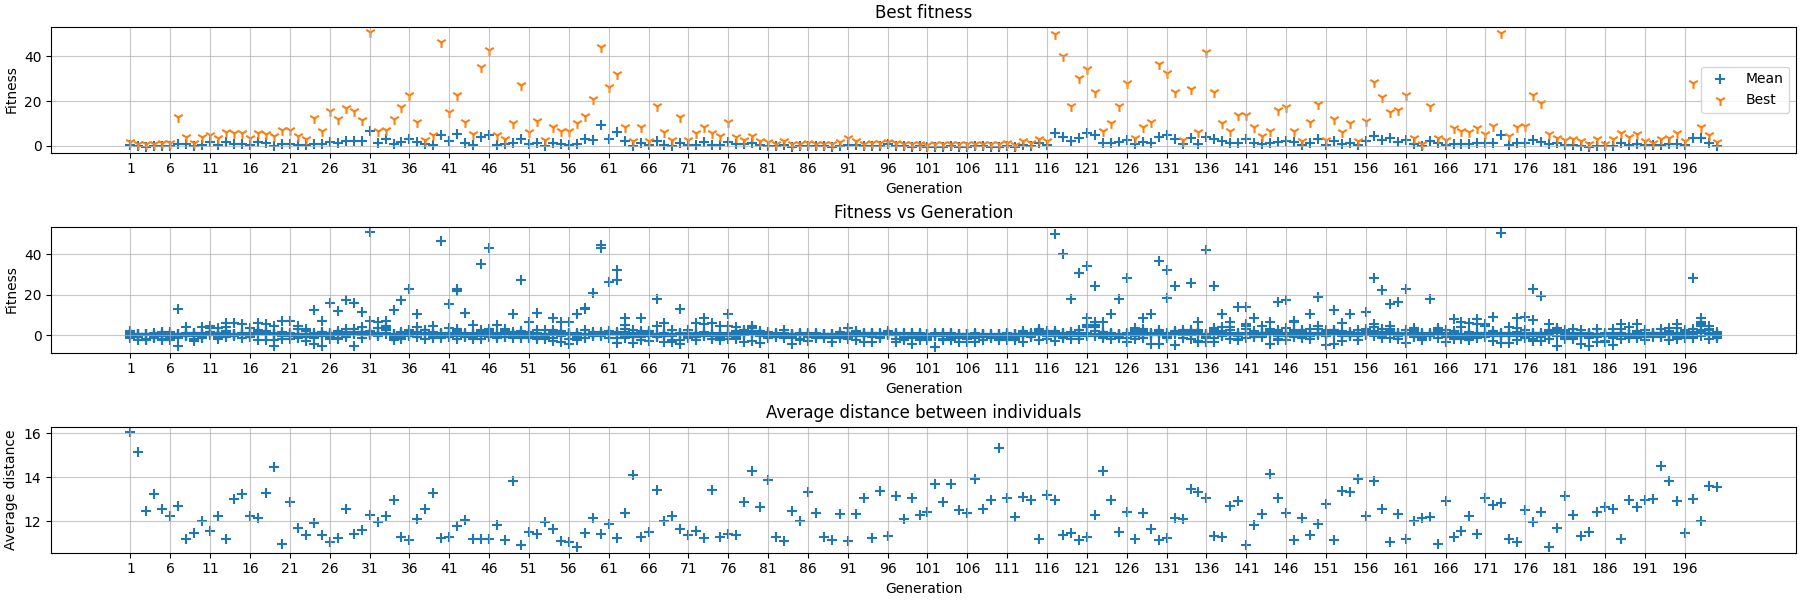 Best fitness
40
20
0
Fitness
Mean
Best
1 6 11 16 21 26 31 36 41 46 51 56 61 66 71 76 81 86 91 96 101 106 111 116 121 126 131 136 141 146 151 156 161 166 171 176 181 186 191 196
Generation
Fitness vs Generation
40
20
0
Fitness
1 6 11 16 21 26 31 36 41 46 51 56 61 66 71 76 81 86 91 96 101 106 111 116 121 126 131 136 141 146 151 156 161 166 171 176 181 186 191 196
Generation
Average distance between individuals
16
14
12
Average distance
1 6 11 16 21 26 31 36 41 46 51 56 61 66 71 76 81 86 91 96 101 106 111 116 121 126 131 136 141 146 151 156 161 166 171 176 181 186 191 196
Generation